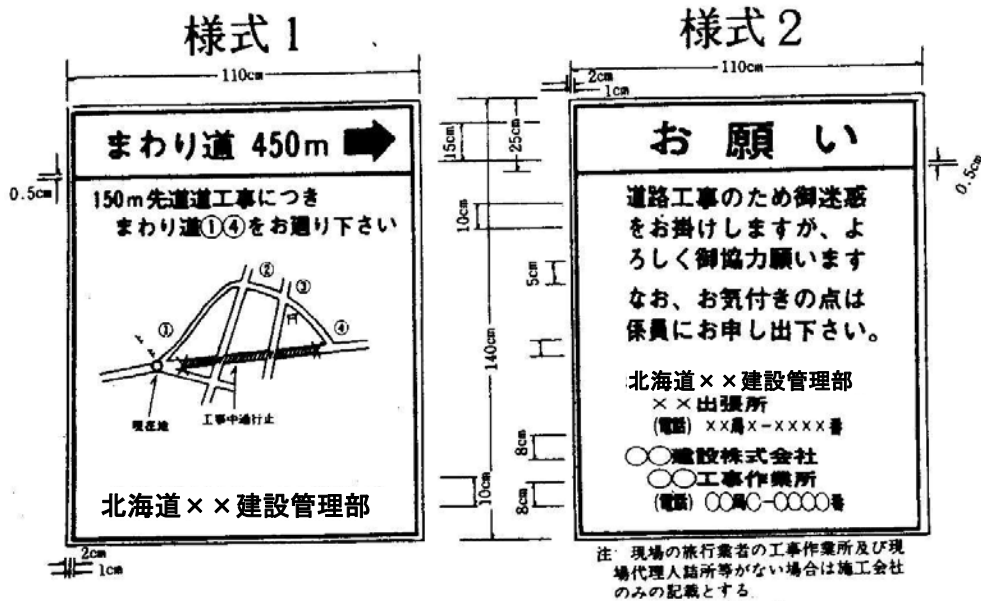 様式1
110cm
まわり道 450m
0.5cm
150m先道道工事につき
まわり道①④をお廻り下さい
①
②
③
④
現在地
工事中通行止
北海道××建設管理部
2cm
1cm
15cm
25cm
10cm
5cm
140cm
8cm
10cm
8cm
様式2
110cm
2cm
1cm
お願い
0.5cm
道路工事のため御迷惑
をお掛けしますが、よ
ろしく御協力願います
なお、お気付きの点は
係員にお申し出下さい。
北海道××建設管理部
××出張所
(電話) ××局×-××××番
○○建設株式会社
○○工事作業所
(電話) ○○局○-○○○○番
注 現場の旅行業者の工事作業所及び現
場代理人詰所等がない場合は施工会社
のみの記載とする